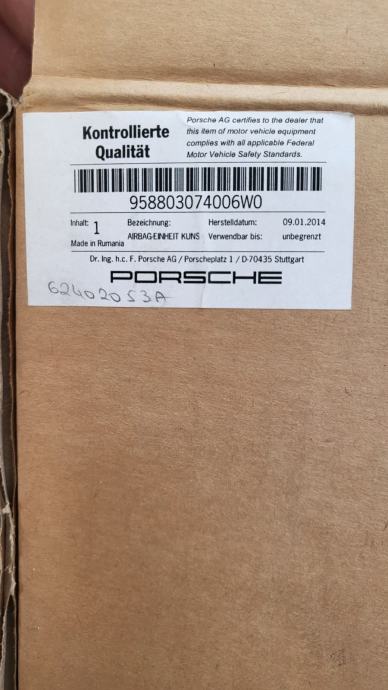 Kontrollierte
Qualität
Porsche AG certifies to the dealer that
this item of motor vehicle equipment
complies with all applicable Federal
Motor Vehicle Safety Standards.
958803074006W0
Inhalt: 1 Bezeichnung: Herstelldatum: 09.01.2014
Made in Rumania AIRBAG-EINHEIT KUNS Verwendbar bis: unbegrenzt
Dr. Ing. h.c. F. Porsche AG / Porscheplatz 1 / D-70435 Stuttgart
PORSCHE
62402053A